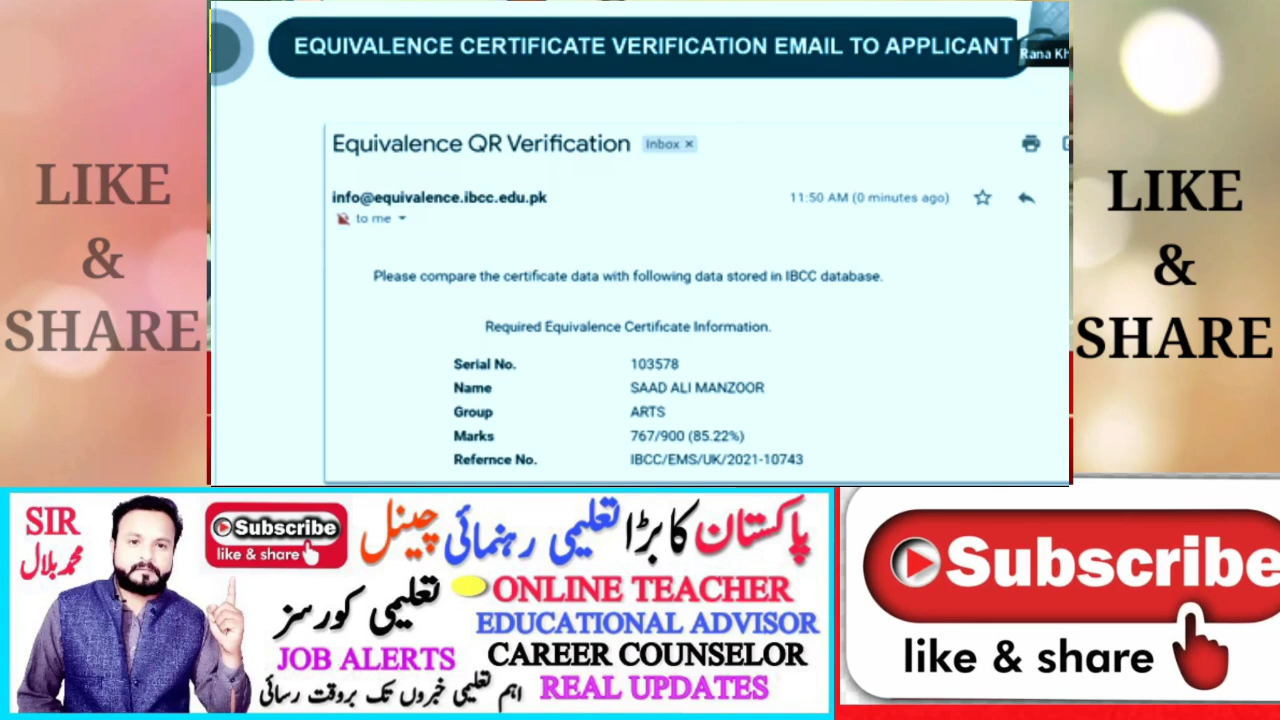 EQUIVALENCE CERTIFICATE VERIFICATION EMAIL TO APPLICANT
Rana Kh
Equivalence QR Verification Inbox ×
info@equivalence.ibcc.edu.pk 11:50 AM (0 minutes ago)
to me
Please compare the certificate data with following data stored in IBCC database.
Required Equivalence Certificate Information.
Serial No. 103578
Name SAAD ALI MANZOOR
Group ARTS
Marks 767/900 (85.22%)
Refernce No. IBCC/EMS/UK/2021-10743
LIKE
&
SHARE
LIKE
&
SHARE
SIR
محمد بلال
Subscribe
like & share
پاکستان کا بڑا تعلیمی رہنمائی چینل
تعلیمی کورسز
ONLINE TEACHER
EDUCATIONAL ADVISOR
JOB ALERTS
CAREER COUNSELOR
اہم تعلیمی خبروں تک بروقت رسائی
REAL UPDATES
Subscribe
like & share